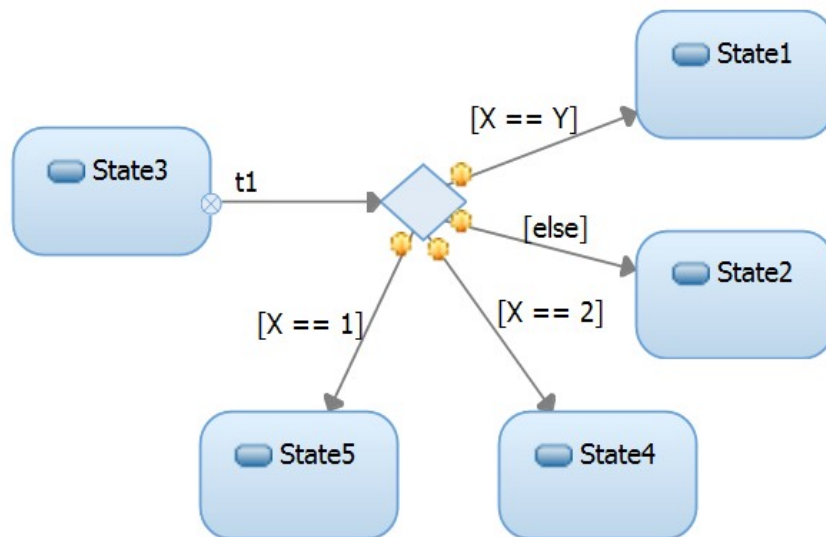 State1
[X == Y]
State3
t1
[else]
State2
[X == 1]
[X == 2]
State5
State4